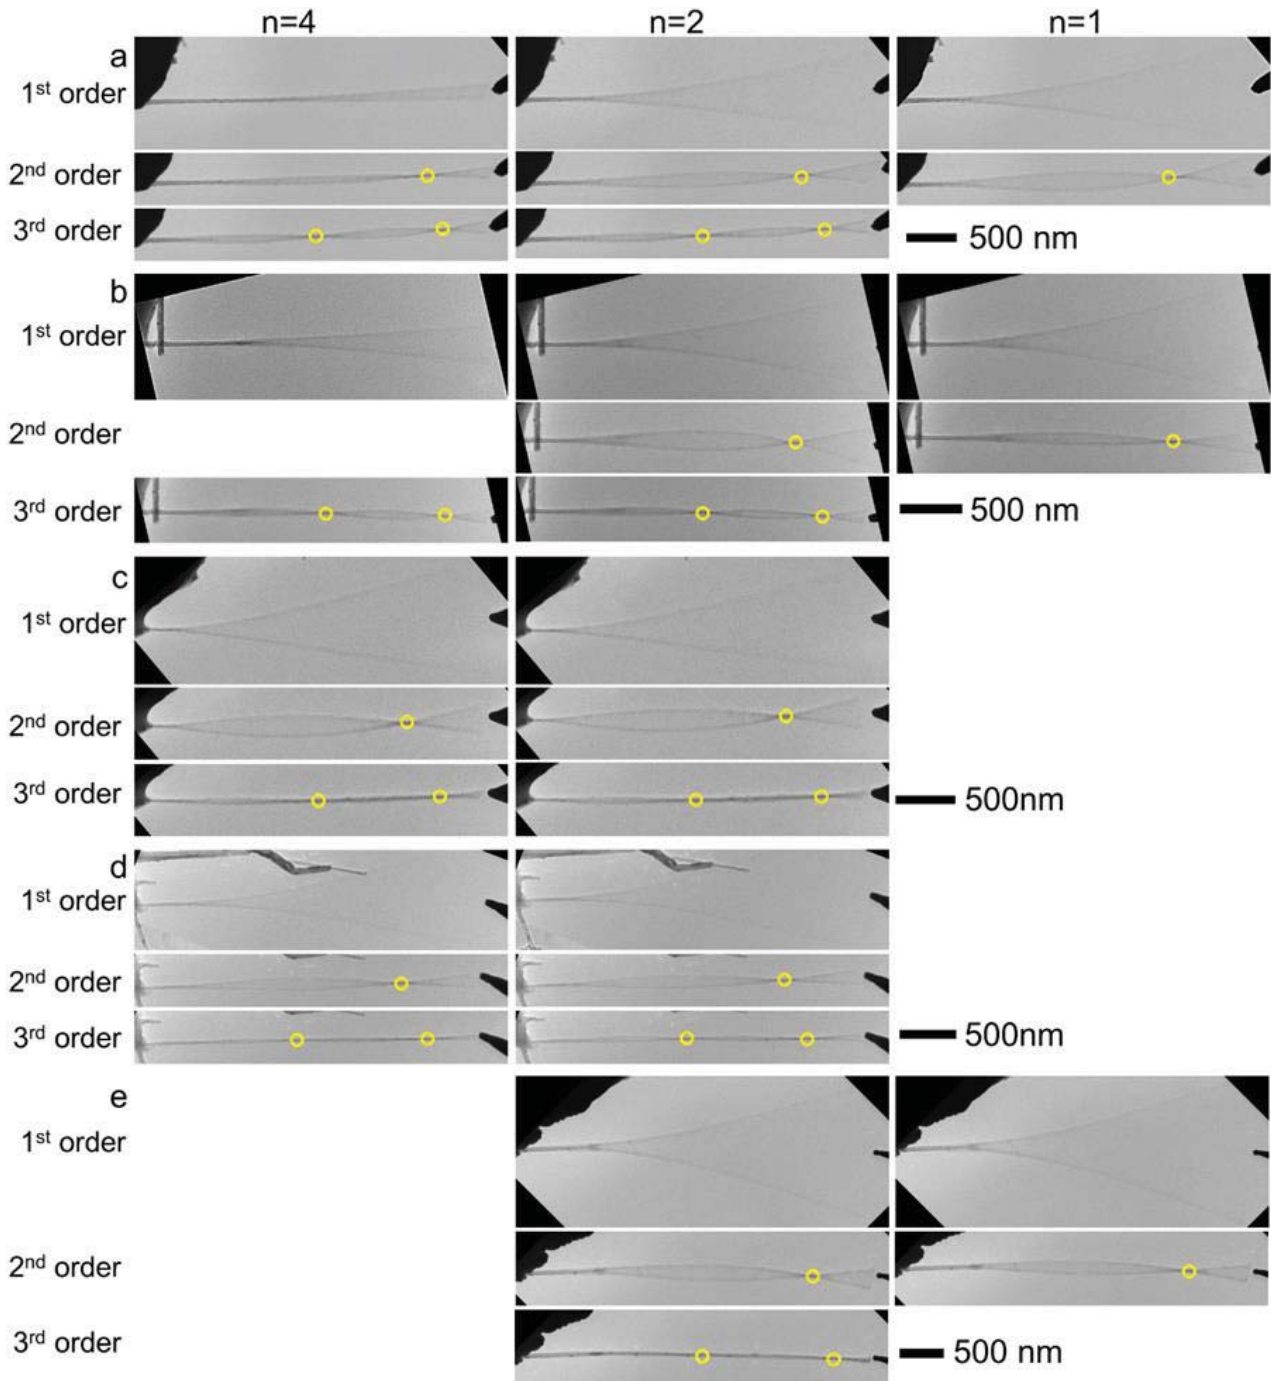 n=4 n=2 n=1
a
1st order
2nd order
3rd order
500 nm
b
1st order
2nd order
3rd order
500 nm
c
1st order
2nd order
3rd order
500nm
d
1st order
2nd order
3rd order
500nm
e
1st order
2nd order
3rd order
500 nm